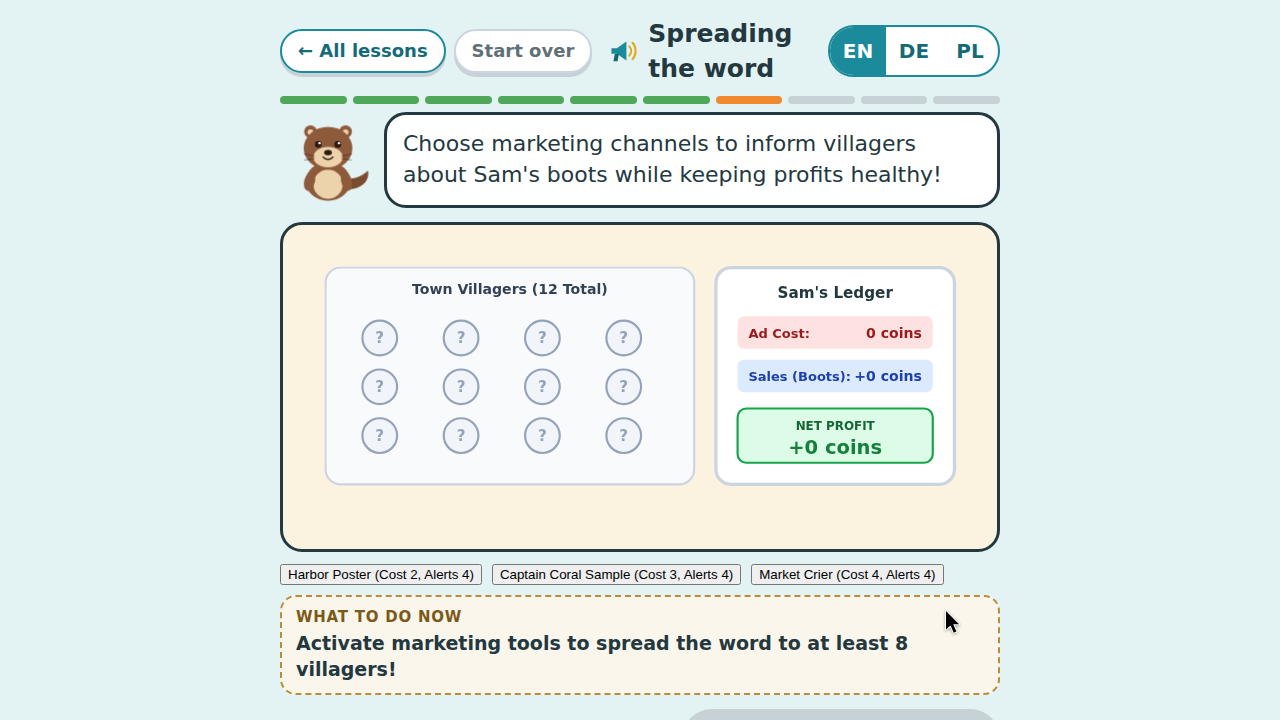 ← All lessons
Start over
Spreading
the word
EN
DE
PL
Choose marketing channels to inform villagers
about Sam's boots while keeping profits healthy!
Town Villagers (12 Total)
? ? ? ?
? ? ? ?
? ? ? ?
Sam's Ledger
Ad Cost: 0 coins
Sales (Boots): +0 coins
NET PROFIT
+0 coins
Harbor Poster (Cost 2, Alerts 4)
Captain Coral Sample (Cost 3, Alerts 4)
Market Crier (Cost 4, Alerts 4)
WHAT TO DO NOW
Activate marketing tools to spread the word to at least 8
villagers!